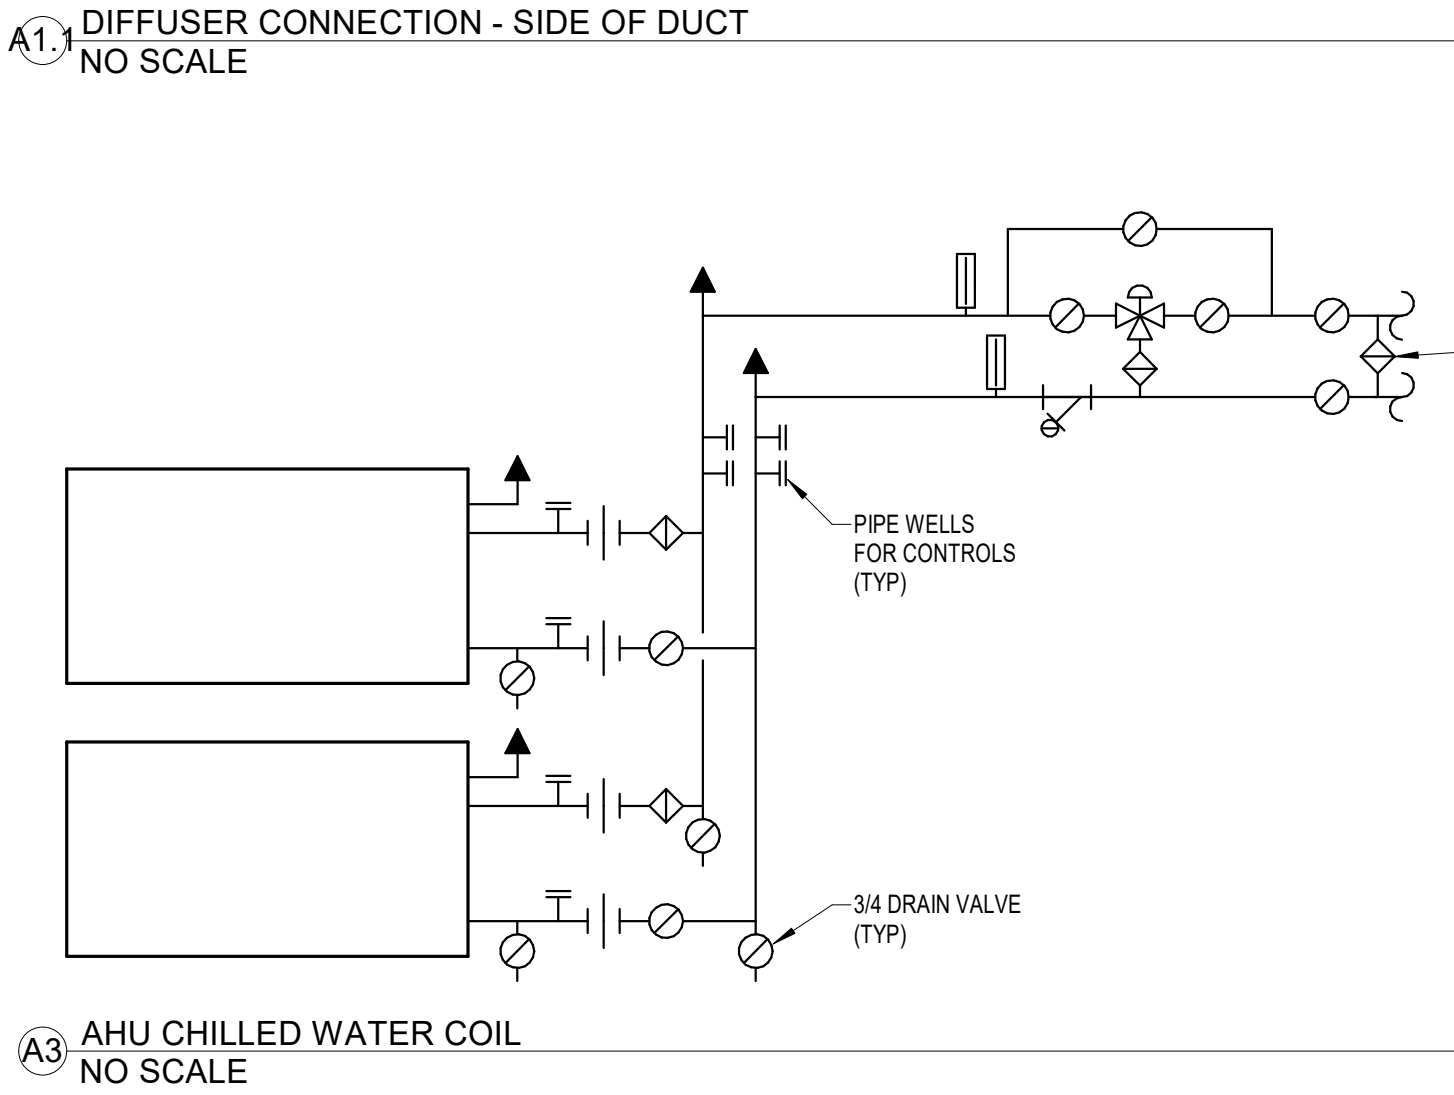 A1.1 DIFFUSER CONNECTION - SIDE OF DUCT
NO SCALE
PIPE WELLS
FOR CONTROLS
(TYP)
3/4 DRAIN VALVE
(TYP)
A3 AHU CHILLED WATER COIL
NO SCALE